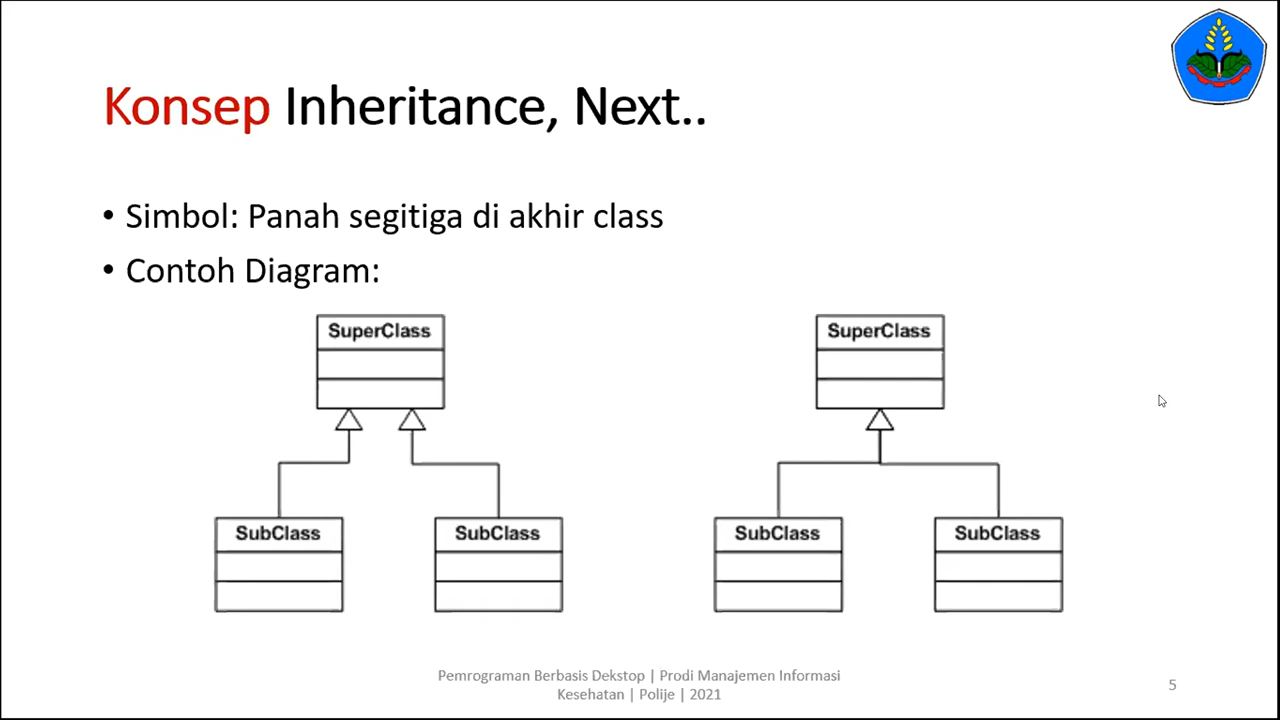 Konsep Inheritance, Next..
• Simbol: Panah segitiga di akhir class
• Contoh Diagram:
SuperClass
SuperClass
SubClass
SubClass
SubClass
SubClass
Pemrograman Berbasis Dekstop | Prodi Manajemen Informasi
Kesehatan | Polije | 2021
5